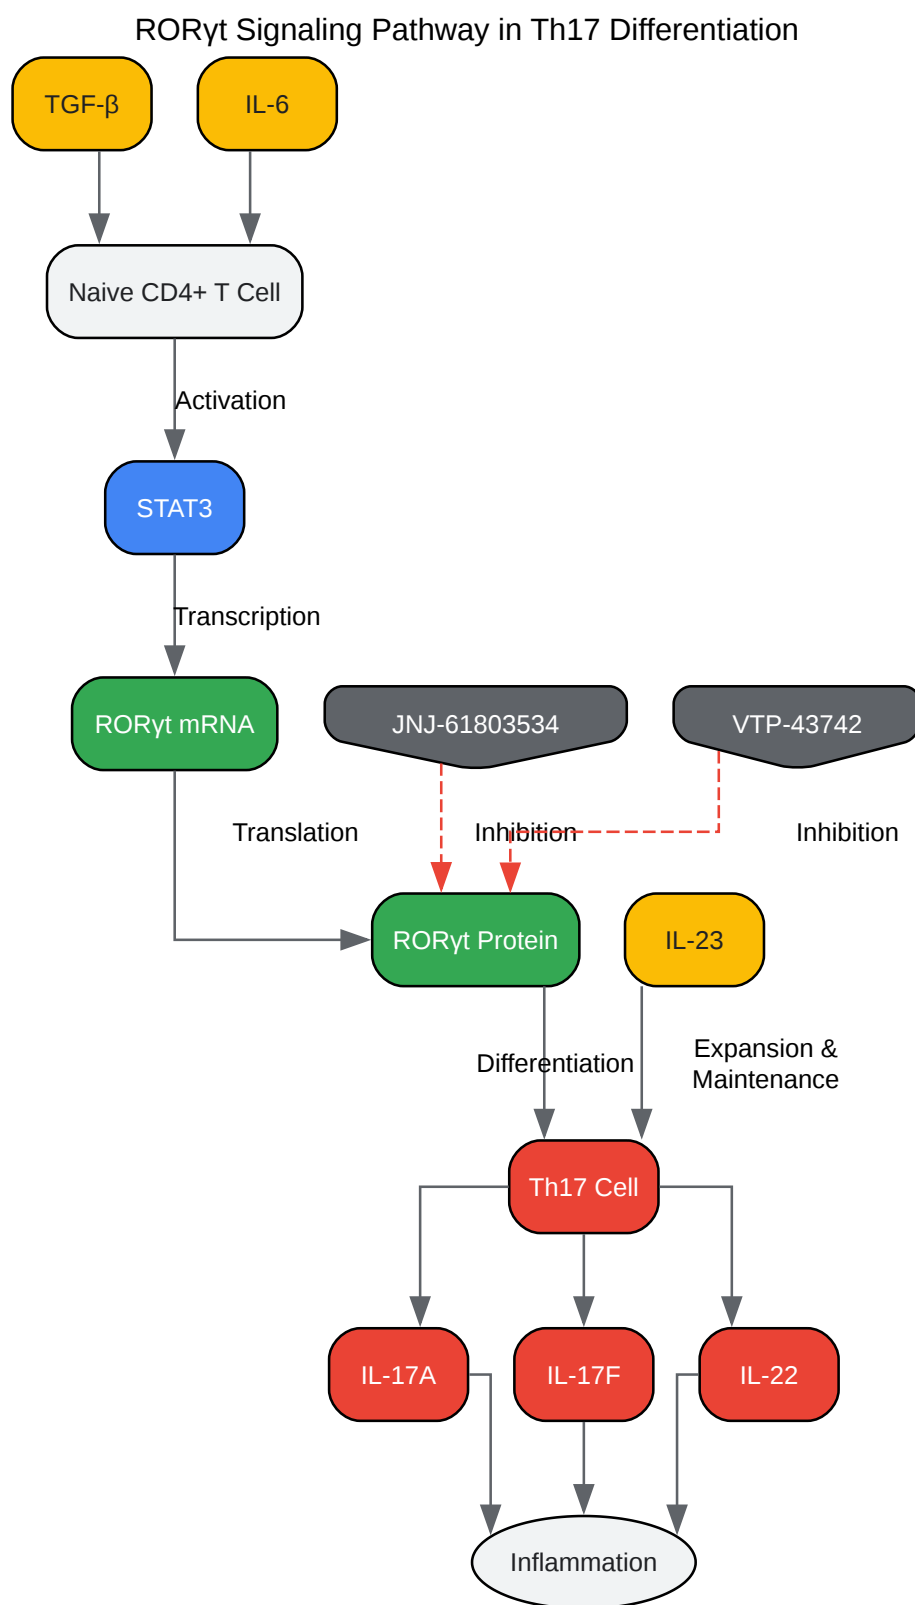 RORγt Signaling Pathway in Th17 Differentiation
TGF-β
IL-6
Naive CD4+ T Cell
Activation
STAT3
Transcription
RORγt mRNA
JNJ-61803534
VTP-43742
Translation
Inhibition
Inhibition
RORγt Protein
IL-23
Differentiation
Expansion &
Maintenance
Th17 Cell
IL-17A
IL-17F
IL-22
Inflammation